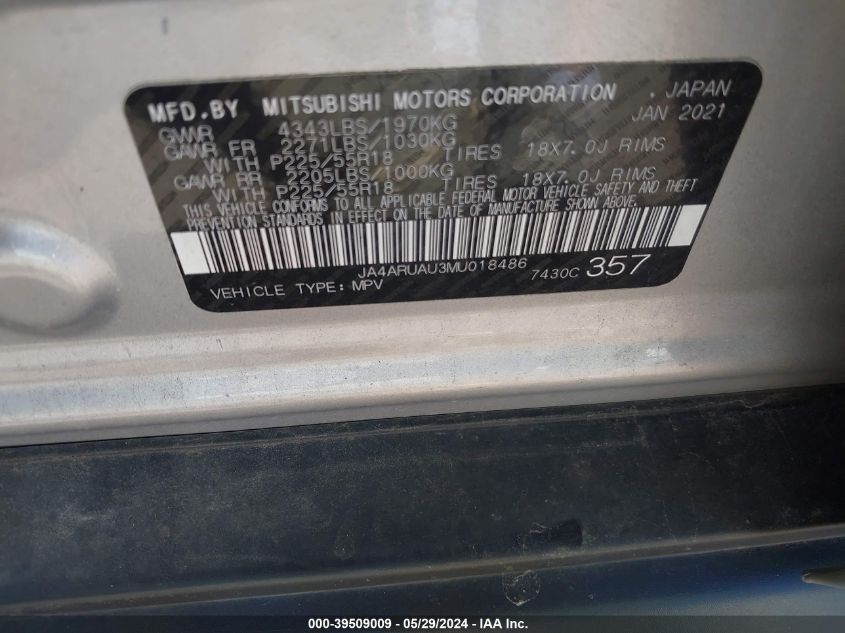 MFD.BY MITSUBISHI MOTORS CORPORATION . JAPAN
GVWR 4343LBS/1970KG JAN 2021
GAWR FR 2271LBS/1030KG
WITH P225/55R18 TIRES 18X7.0J RIMS
GAWR RR 2205LBS/1000KG
WITH P225/55R18 TIRES 18X7.0J RIMS
THIS VEHICLE CONFORMS TO ALL APPLICABLE FEDERAL MOTOR VEHICLE SAFETY AND THEFT
PREVENTION STANDARDS IN EFFECT ON THE DATE OF MANUFACTURE SHOWN ABOVE.
JA4ARUAU3MU018486 7430C 357
VEHICLE TYPE: MPV
000-39509009 - 05/29/2024 - IAA Inc.